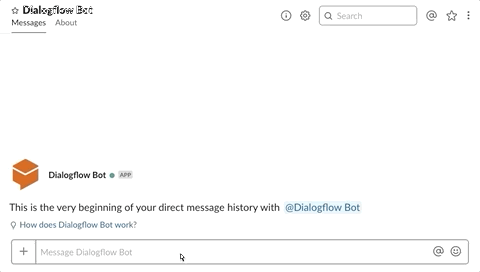 Dialogflow Bot
Messages About
Search
Dialogflow Bot APP
This is the very beginning of your direct message history with @Dialogflow Bot
How does Dialogflow Bot work?
Message Dialogflow Bot